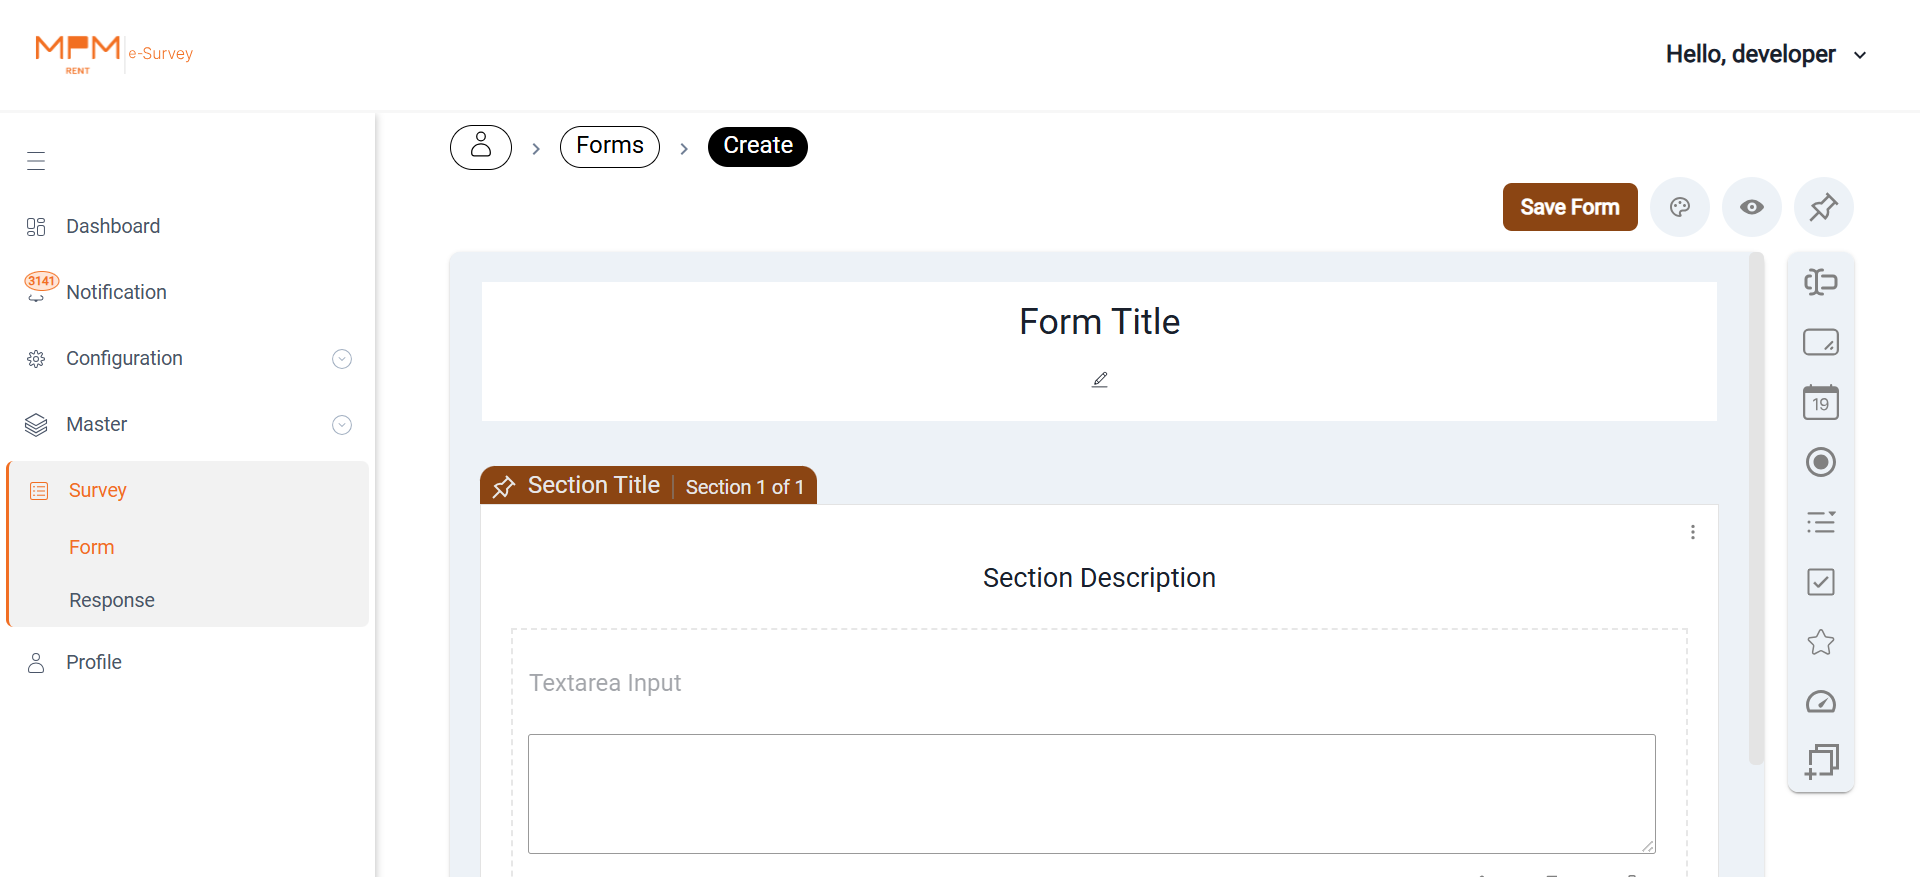 MPM RENT e-Survey
Hello, developer
Forms
Create
Save Form
Dashboard
3141
Notification
Configuration
Master
Survey
Form
Response
Profile
Form Title
Section Title
Section 1 of 1
Section Description
Textarea Input
19